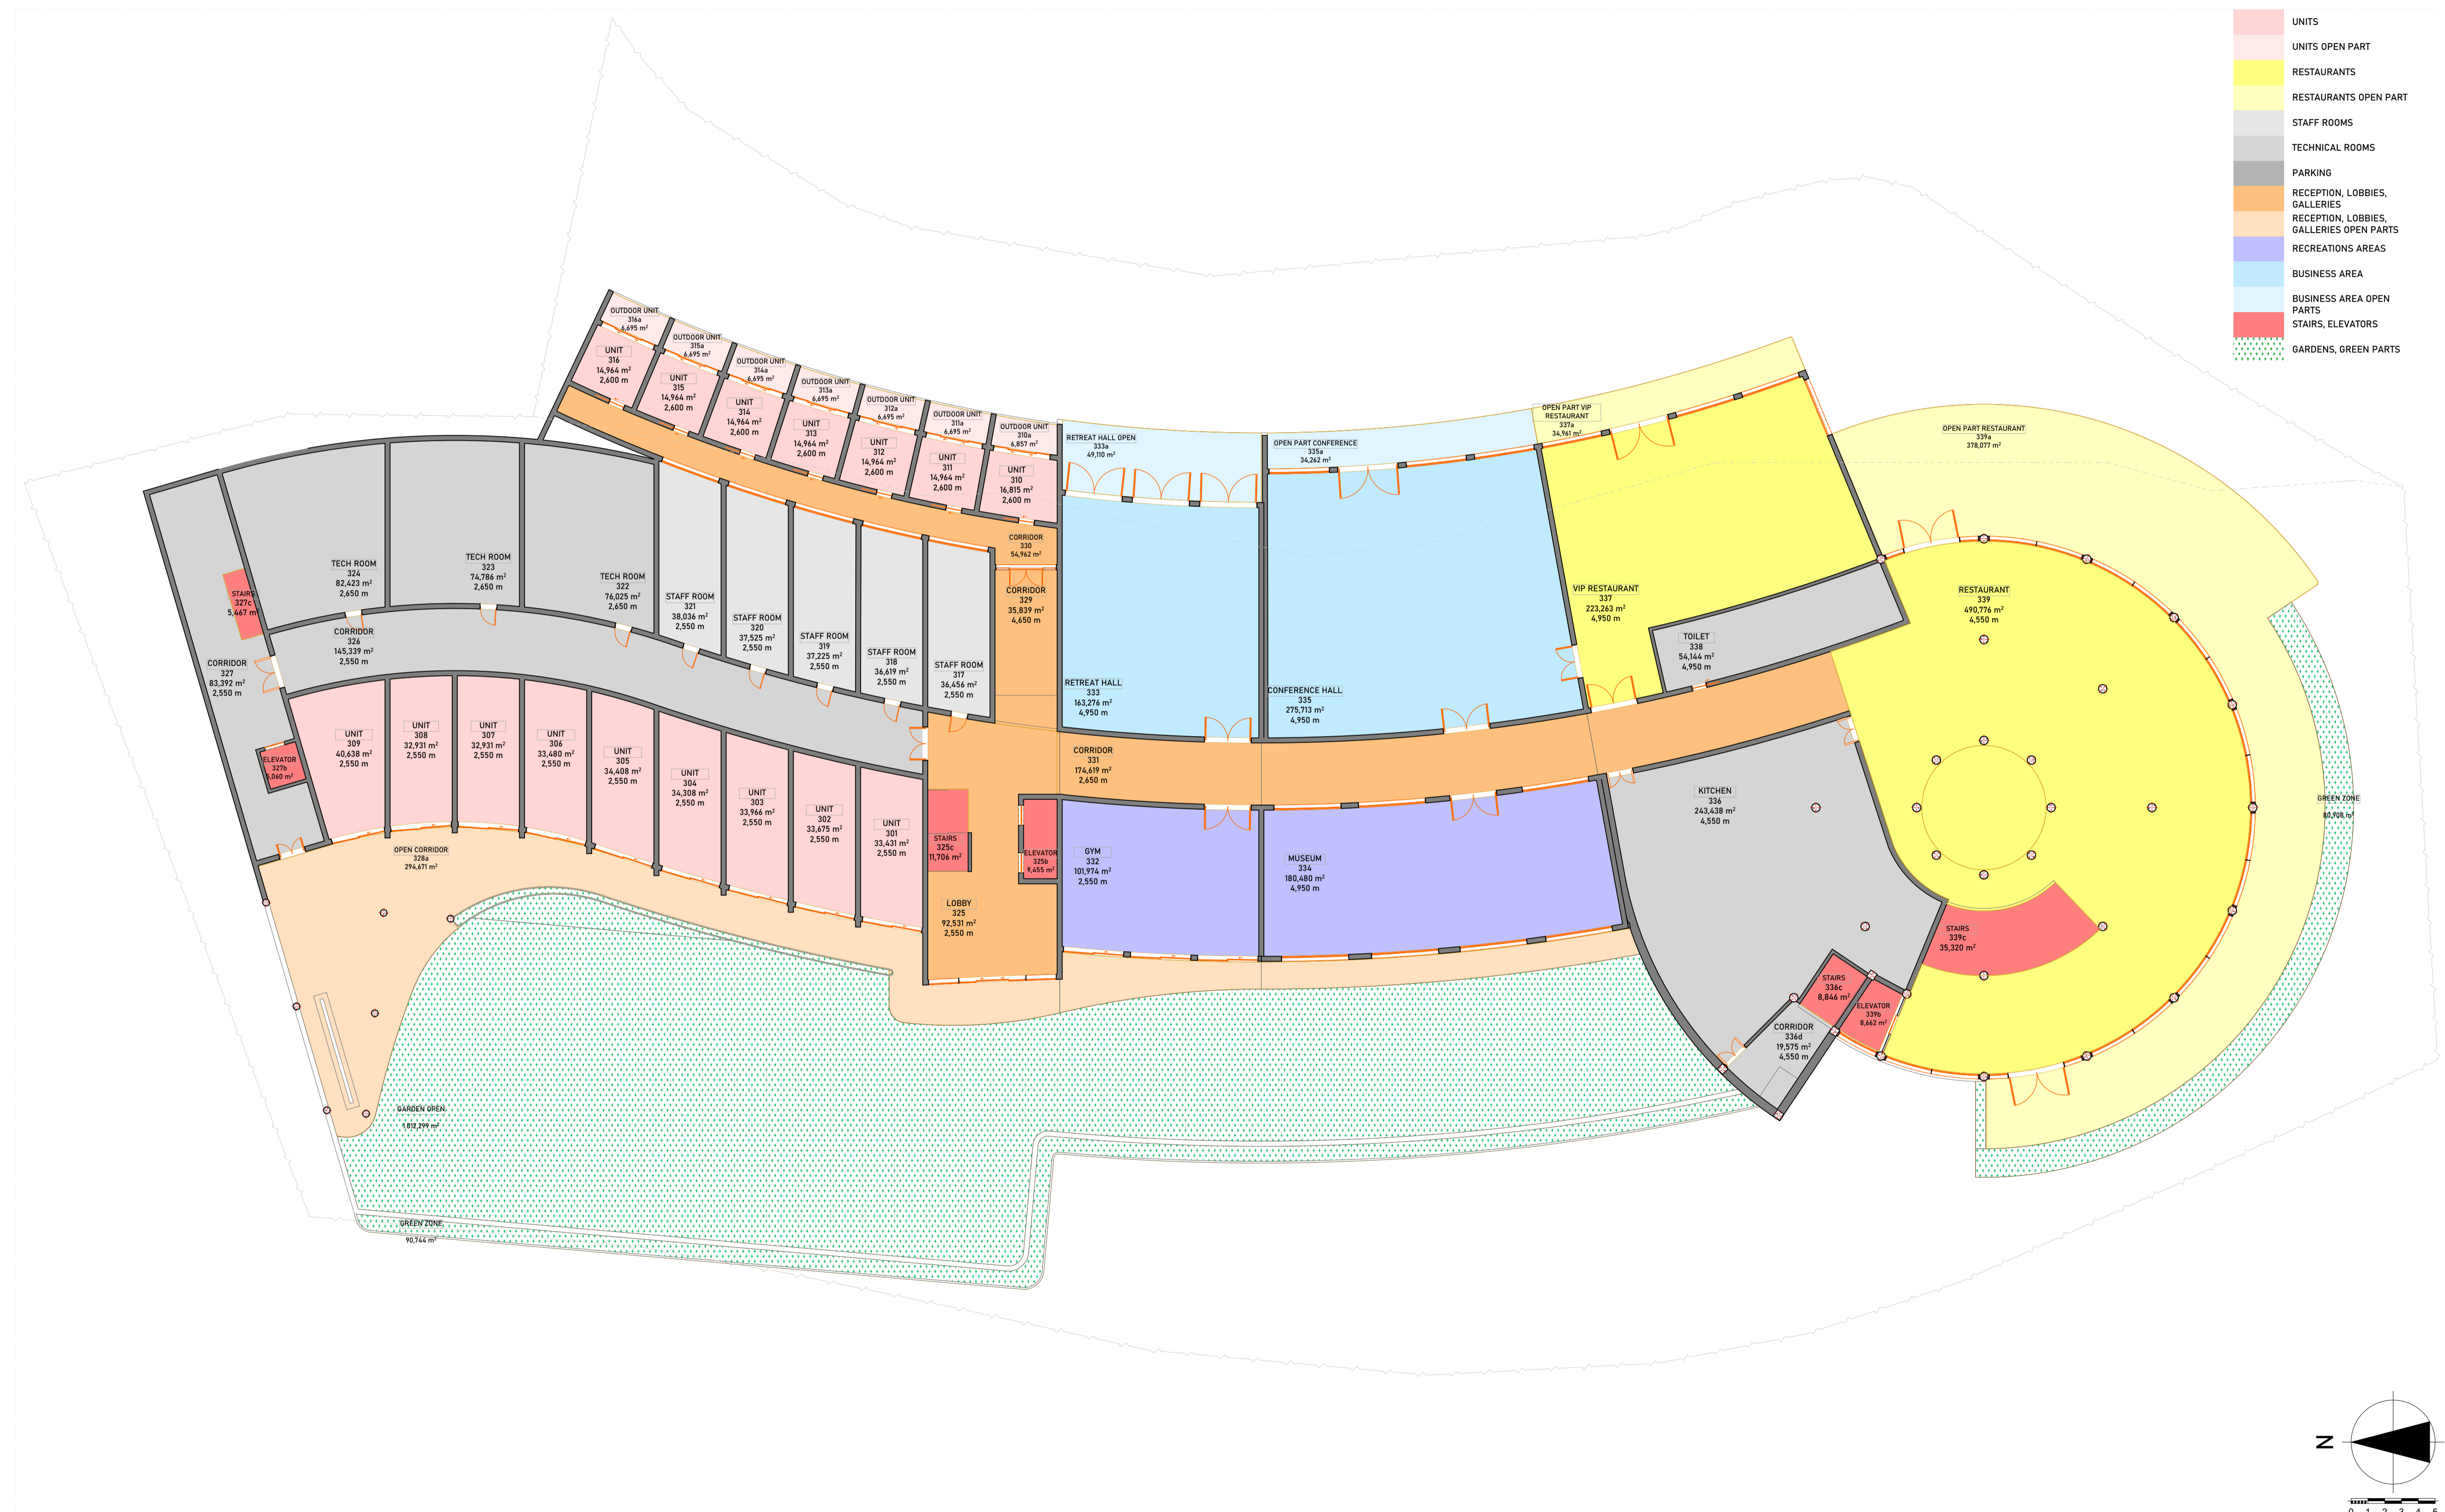 UNITS
UNITS OPEN PART
RESTAURANTS
RESTAURANTS OPEN PART
STAFF ROOMS
TECHNICAL ROOMS
PARKING
RECEPTION, LOBBIES,
GALLERIES
RECEPTION, LOBBIES,
GALLERIES OPEN PARTS
RECREATIONS AREAS
BUSINESS AREA
BUSINESS AREA OPEN
PARTS
STAIRS, ELEVATORS
GARDENS, GREEN PARTS
OUTDOOR UNIT
316a
6,695 m²
OUTDOOR UNIT
315a
6,695 m²
OUTDOOR UNIT
314a
6,695 m²
OUTDOOR UNIT
313a
6,695 m²
OUTDOOR UNIT
312a
6,695 m²
OUTDOOR UNIT
311a
6,695 m²
OUTDOOR UNIT
310a
6,857 m²
UNIT
316
14,964 m²
2,600 m
UNIT
315
14,964 m²
2,600 m
UNIT
314
14,964 m²
2,600 m
UNIT
313
14,964 m²
2,600 m
UNIT
312
14,964 m²
2,600 m
UNIT
311
14,964 m²
2,600 m
UNIT
310
16,815 m²
2,600 m
RETREAT HALL OPEN
333a
49,110 m²
OPEN PART CONFERENCE
335a
34,262 m²
OPEN PART VIP
RESTAURANT
337a
34,961 m²
OPEN PART RESTAURANT
339a
378,077 m²
TECH ROOM
324
82,423 m²
2,650 m
TECH ROOM
323
74,786 m²
2,650 m
TECH ROOM
322
76,025 m²
2,650 m
STAFF ROOM
321
38,036 m²
2,550 m
STAFF ROOM
320
37,525 m²
2,550 m
STAFF ROOM
319
37,225 m²
2,550 m
STAFF ROOM
318
36,619 m²
2,550 m
STAFF ROOM
317
36,456 m²
2,550 m
CORRIDOR
330
54,962 m²
CORRIDOR
329
35,839 m²
4,650 m
STAIRS
327c
5,467 m²
CORRIDOR
326
145,339 m²
2,550 m
CORRIDOR
327
83,392 m²
2,550 m
ELEVATOR
327b
5,060 m²
RETREAT HALL
333
163,276 m²
4,950 m
CONFERENCE HALL
335
275,713 m²
4,950 m
VIP RESTAURANT
337
223,263 m²
4,950 m
TOILET
338
54,144 m²
4,950 m
RESTAURANT
339
490,776 m²
4,550 m
UNIT
309
40,638 m²
2,550 m
UNIT
308
32,931 m²
2,550 m
UNIT
307
32,931 m²
2,550 m
UNIT
306
33,480 m²
2,550 m
UNIT
305
34,408 m²
2,550 m
UNIT
304
34,308 m²
2,550 m
UNIT
303
33,966 m²
2,550 m
UNIT
302
33,675 m²
2,550 m
UNIT
301
33,431 m²
2,550 m
CORRIDOR
331
174,619 m²
2,650 m
KITCHEN
336
243,438 m²
4,550 m
GREEN ZONE
80,908 m²
STAIRS
325c
11,706 m²
ELEVATOR
325b
9,455 m²
GYM
332
101,974 m²
2,550 m
MUSEUM
334
180,480 m²
4,950 m
OPEN CORRIDOR
328a
294,671 m²
LOBBY
325
92,531 m²
2,550 m
STAIRS
339c
35,320 m²
STAIRS
336c
8,846 m²
ELEVATOR
339b
8,662 m²
CORRIDOR
336d
19,575 m²
4,550 m
GARDEN OPEN
1.012,299 m²
GREEN ZONE
90,744 m²
N
0 1 2 3 4 5